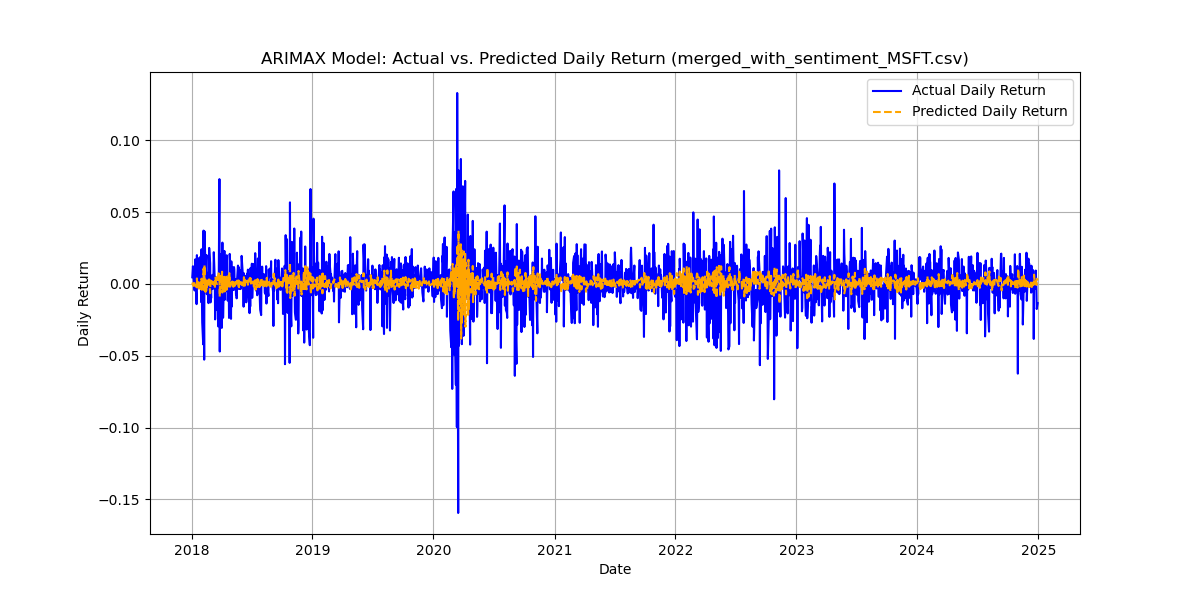 ARIMAX Model: Actual vs. Predicted Daily Return (merged_with_sentiment_MSFT.csv)
Actual Daily Return
Predicted Daily Return
0.10
0.05
0.00
−0.05
−0.10
−0.15
Daily Return
2018 2019 2020 2021 2022 2023 2024 2025
Date